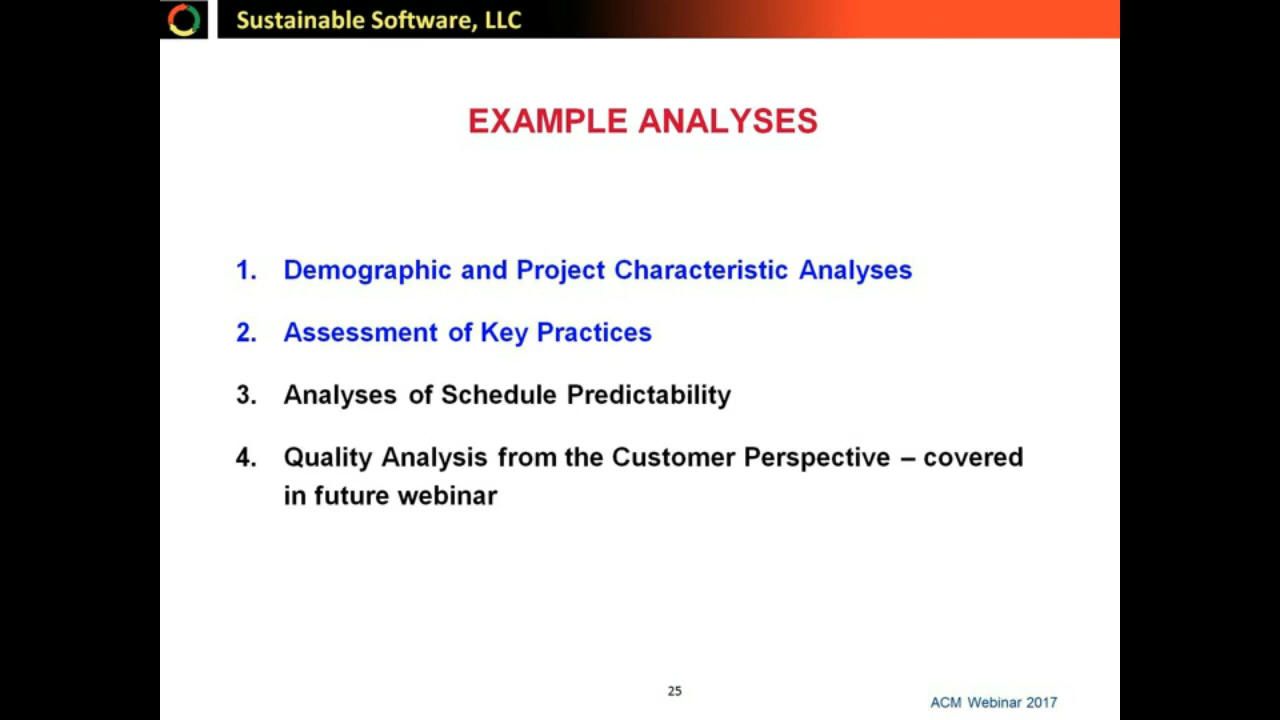 Sustainable Software, LLC
EXAMPLE ANALYSES
1. Demographic and Project Characteristic Analyses
2. Assessment of Key Practices
3. Analyses of Schedule Predictability
4. Quality Analysis from the Customer Perspective – covered
in future webinar
25
ACM Webinar 2017